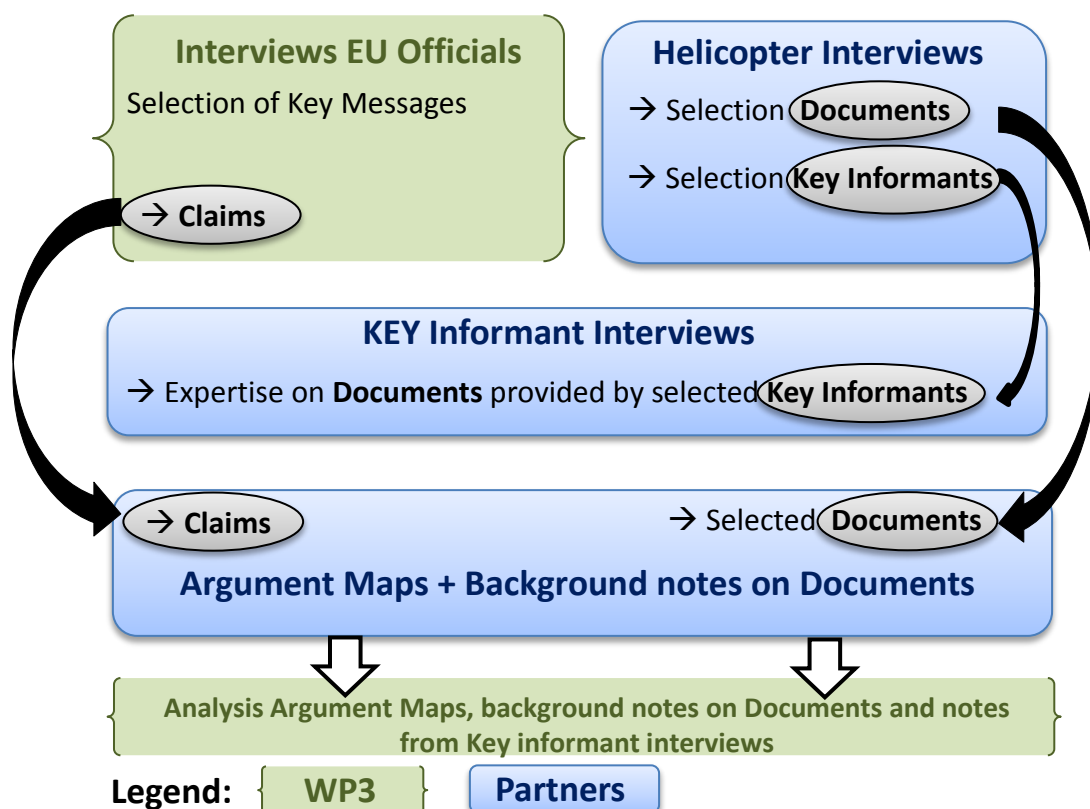 Interviews EU Officials
Selection of Key Messages
→ Claims
Helicopter Interviews
→ Selection Documents
→ Selection Key Informants
KEY Informant Interviews
→ Expertise on Documents provided by selected Key Informants
→ Claims
→ Selected Documents
Argument Maps + Background notes on Documents
Analysis Argument Maps, background notes on Documents and notes
from Key informant interviews
Legend: WP3 Partners